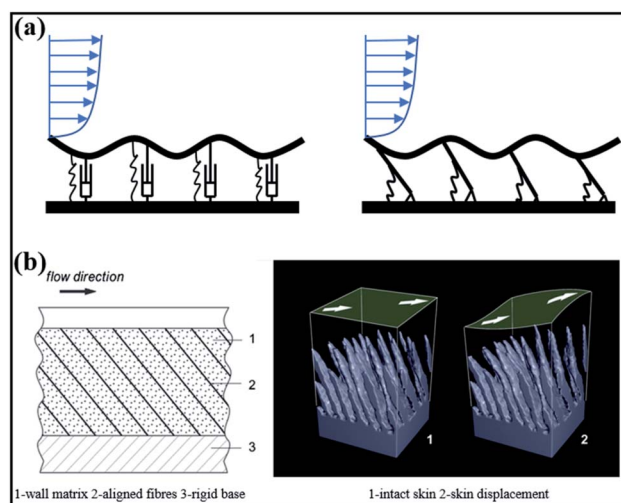 (a)
(b)
flow direction
1
2
3
1
2
1-wall matrix 2-aligned fibres 3-rigid base
1-intact skin 2-skin displacement